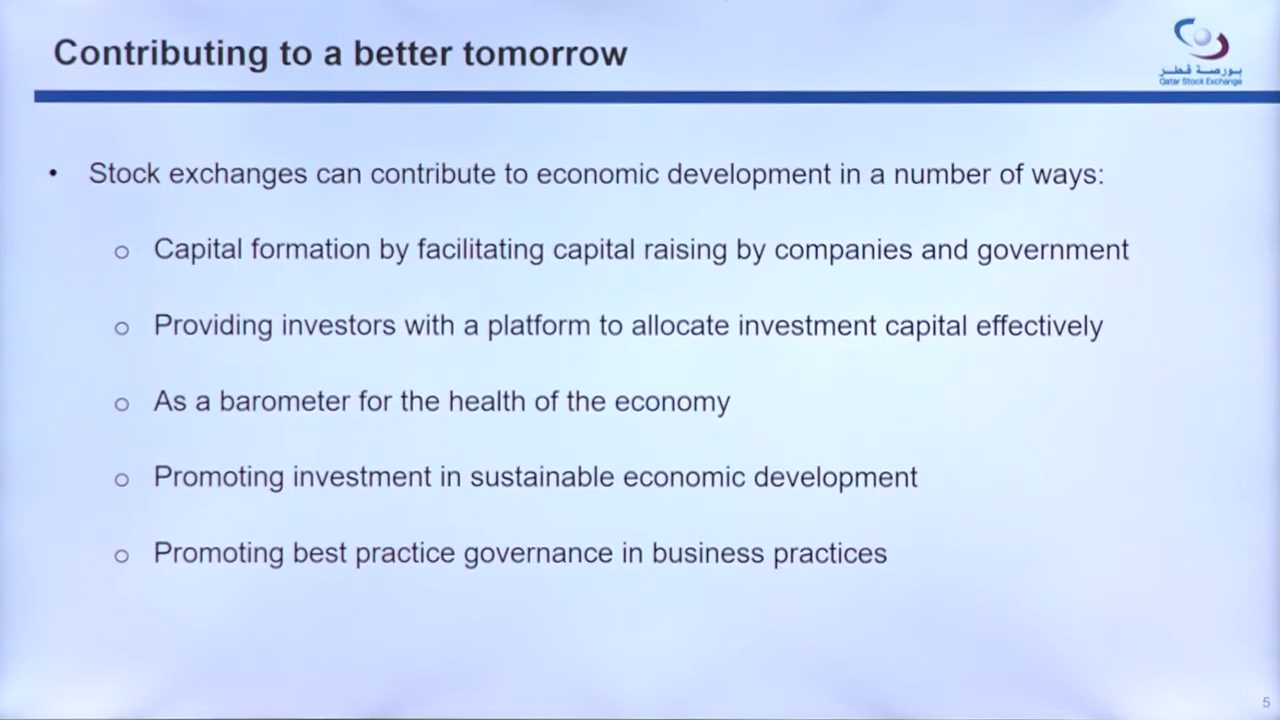 Contributing to a better tomorrow
بورصة قطر
Qatar Stock Exchange
• Stock exchanges can contribute to economic development in a number of ways:
o Capital formation by facilitating capital raising by companies and government
o Providing investors with a platform to allocate investment capital effectively
o As a barometer for the health of the economy
o Promoting investment in sustainable economic development
o Promoting best practice governance in business practices
5